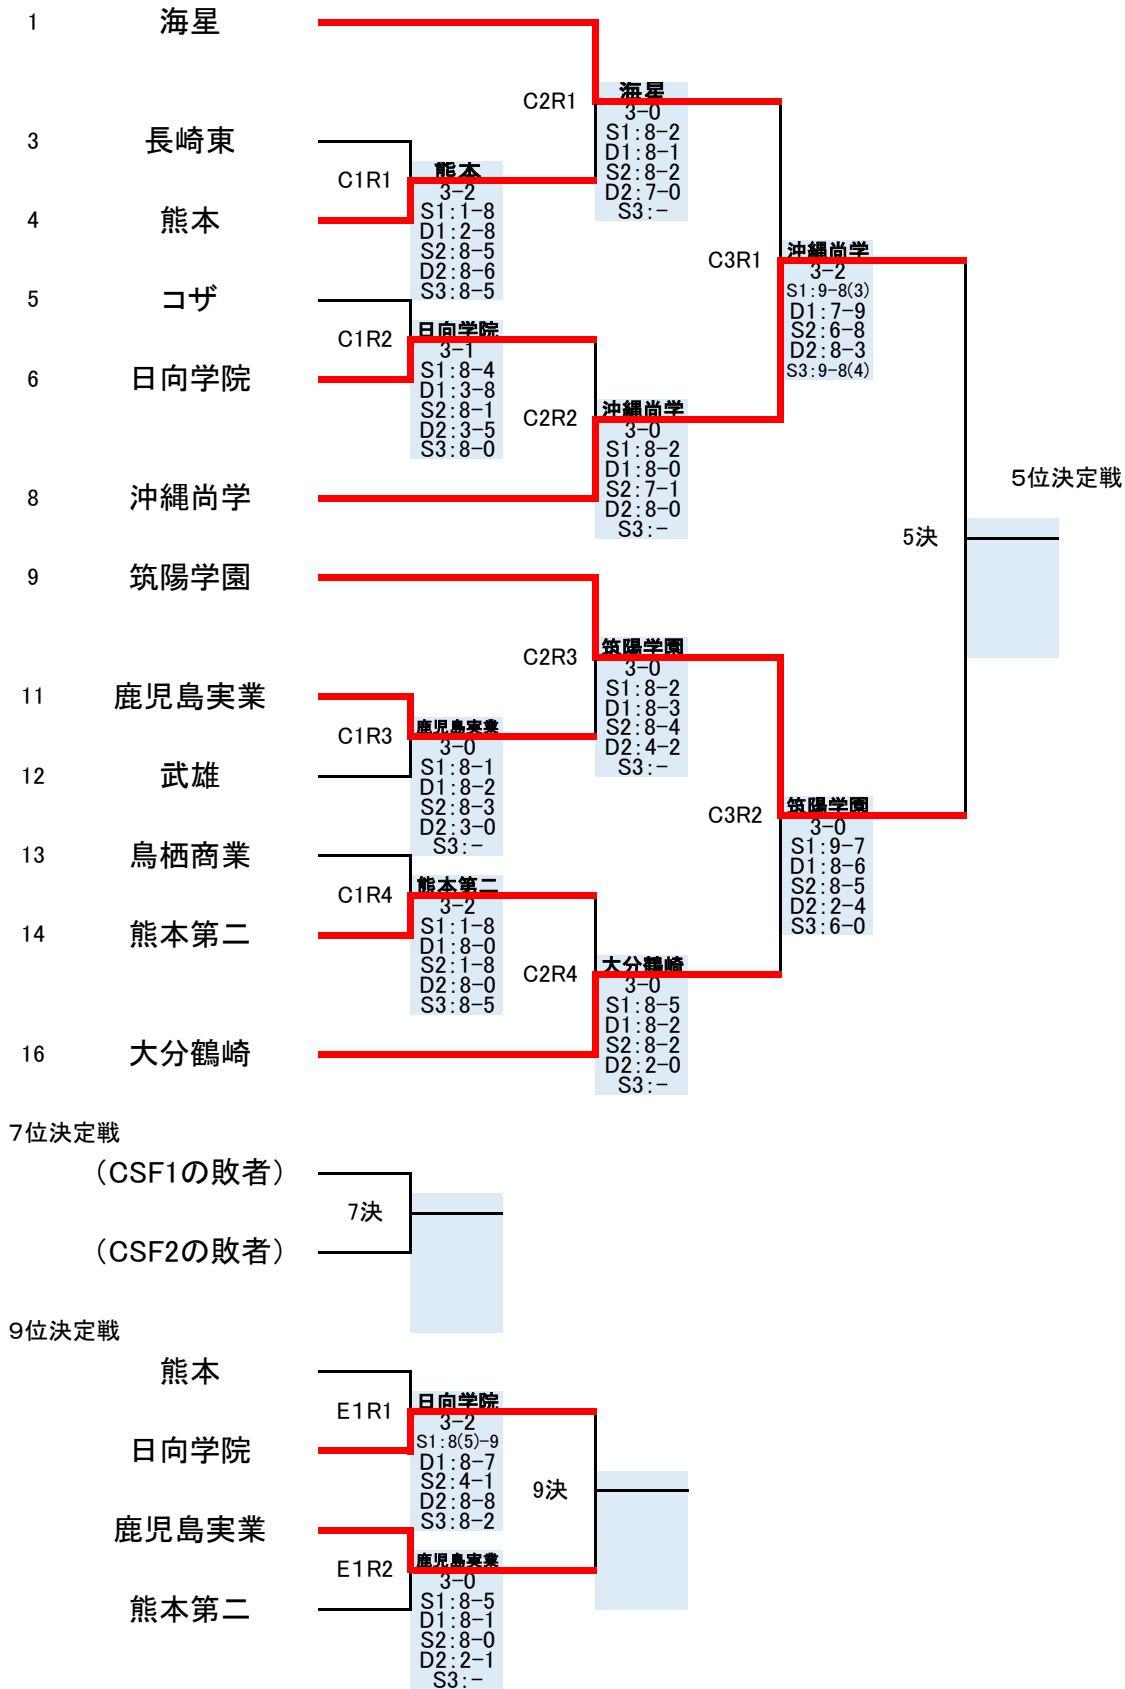 1 海星
C2R1 海星
3-0
S1:8-2
D1:8-1
S2:8-2
D2:7-0
S3:-
3 長崎東
C1R1 熊本
3-2
S1:1-8
D1:2-8
S2:8-5
D2:8-6
S3:8-5
4 熊本
C3R1 沖縄尚学
3-2
S1:9-8(3)
D1:7-9
S2:6-8
D2:8-3
S3:9-8(4)
5 コザ
C1R2 日向学院
3-1
S1:8-4
D1:3-8
S2:8-1
D2:3-5
S3:8-0
6 日向学院
C2R2 沖縄尚学
3-0
S1:8-2
D1:8-0
S2:7-1
D2:8-0
S3:-
8 沖縄尚学
5位決定戦
5決
9 筑陽学園
C2R3 筑陽学園
3-0
S1:8-2
D1:8-3
S2:8-4
D2:4-2
S3:-
11 鹿児島実業
C1R3 鹿児島実業
3-0
S1:8-1
D1:8-2
S2:8-3
D2:3-0
S3:-
12 武雄
C3R2 筑陽学園
3-0
S1:9-7
D1:8-6
S2:8-5
D2:2-4
S3:6-0
13 鳥栖商業
C1R4 熊本第二
3-2
S1:1-8
D1:8-0
S2:1-8
D2:8-0
S3:8-5
14 熊本第二
C2R4 大分鶴崎
3-0
S1:8-5
D1:8-2
S2:8-2
D2:2-0
S3:-
16 大分鶴崎
7位決定戦
（CSF1の敗者）
7決
（CSF2の敗者）
9位決定戦
熊本
E1R1 日向学院
3-2
S1:8(5)-9
D1:8-7
S2:4-1
D2:8-8
S3:8-2
日向学院
9決
鹿児島実業
E1R2 鹿児島実業
3-0
S1:8-5
D1:8-1
S2:8-0
D2:2-1
S3:-
熊本第二